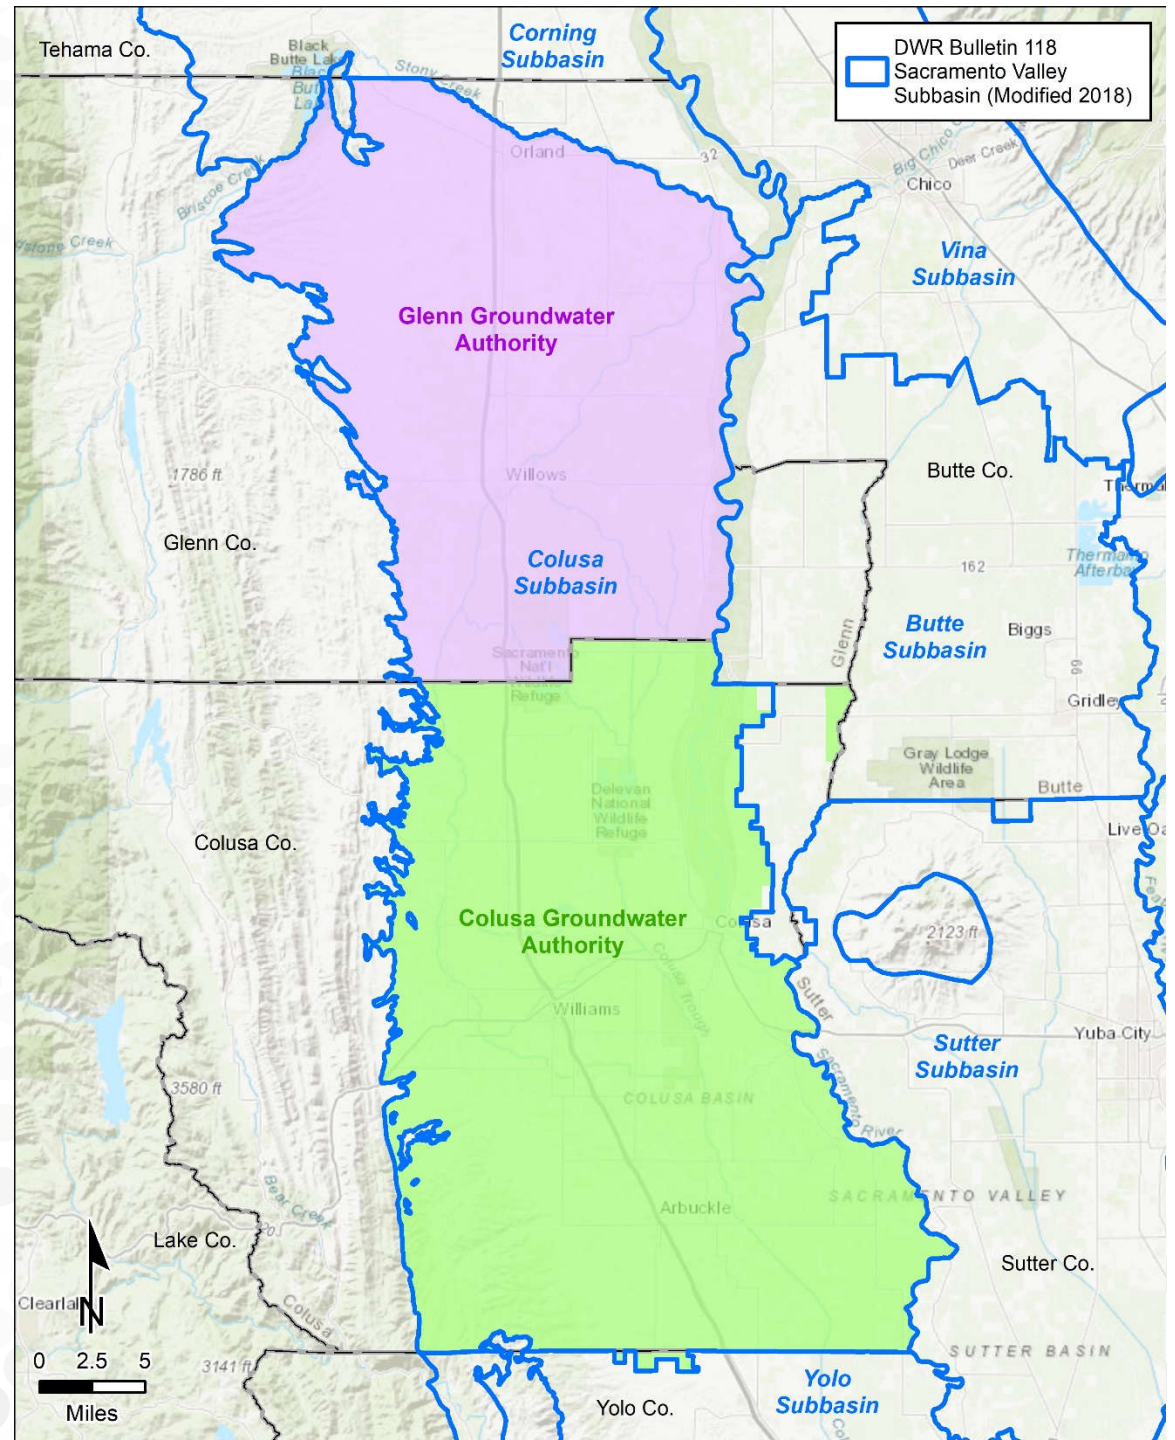 Tehama Co.
Black
Butte Lake
Stony Creek
Corning
Subbasin
DWR Bulletin 118
Sacramento Valley
Subbasin (Modified 2018)
Orland
32
Big Chico
Deer Creek
Chico
Briscoe Creek
Creek
Vina
Subbasin
Glenn Groundwater
Authority
1786 ft
Willows
Butte Co.
Glenn Co.
Colusa
Subbasin
162
Thermalito
Afterbay
Butte
Subbasin
Biggs
Glenn
99
Sacramento
Nat'l
Wildlife
Refuge
Gridley
Gray Lodge
Wildlife
Area
Butte
Delevan
National
Wildlife
Refuge
Colusa Co.
Live Oa
Colusa Groundwater
Authority
Colusa
2123 ft
Colusa Trough
Williams
Sutter
Sutter
Subbasin
Yuba City
3580 ft
Sacramento River
COLUSA BASIN
Bear Creek
Arbuckle
SACRAMENTO VALLEY
Lake Co.
Sutter Co.
Clearlak
N
Colusa
0 2.5 5
Miles
3141 ft
SUTTER BASIN
Yolo
Subbasin
Yolo Co.